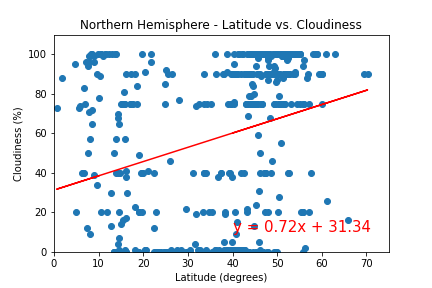 Northern Hemisphere - Latitude vs. Cloudiness
100
80
60
40
20
0
Cloudiness (%)
y = 0.72x + 31.34
0 10 20 30 40 50 60 70
Latitude (degrees)